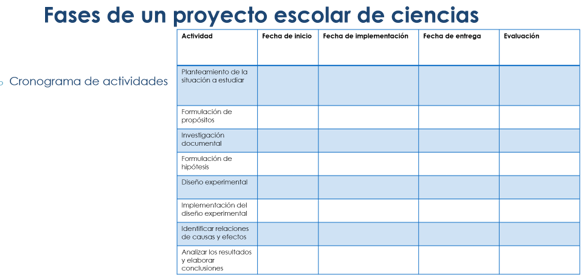 Fases de un proyecto escolar de ciencias
Cronograma de actividades
Actividad Fecha de inicio Fecha de implementación Fecha de entrega Evaluación
Planteamiento de la
situación a estudiar
Formulación de
propósitos
Investigación
documental
Formulación de
hipótesis
Diseño experimental
Implementación del
diseño experimental
Identificar relaciones
de causas y efectos
Analizar los resultados
y elaborar
conclusiones